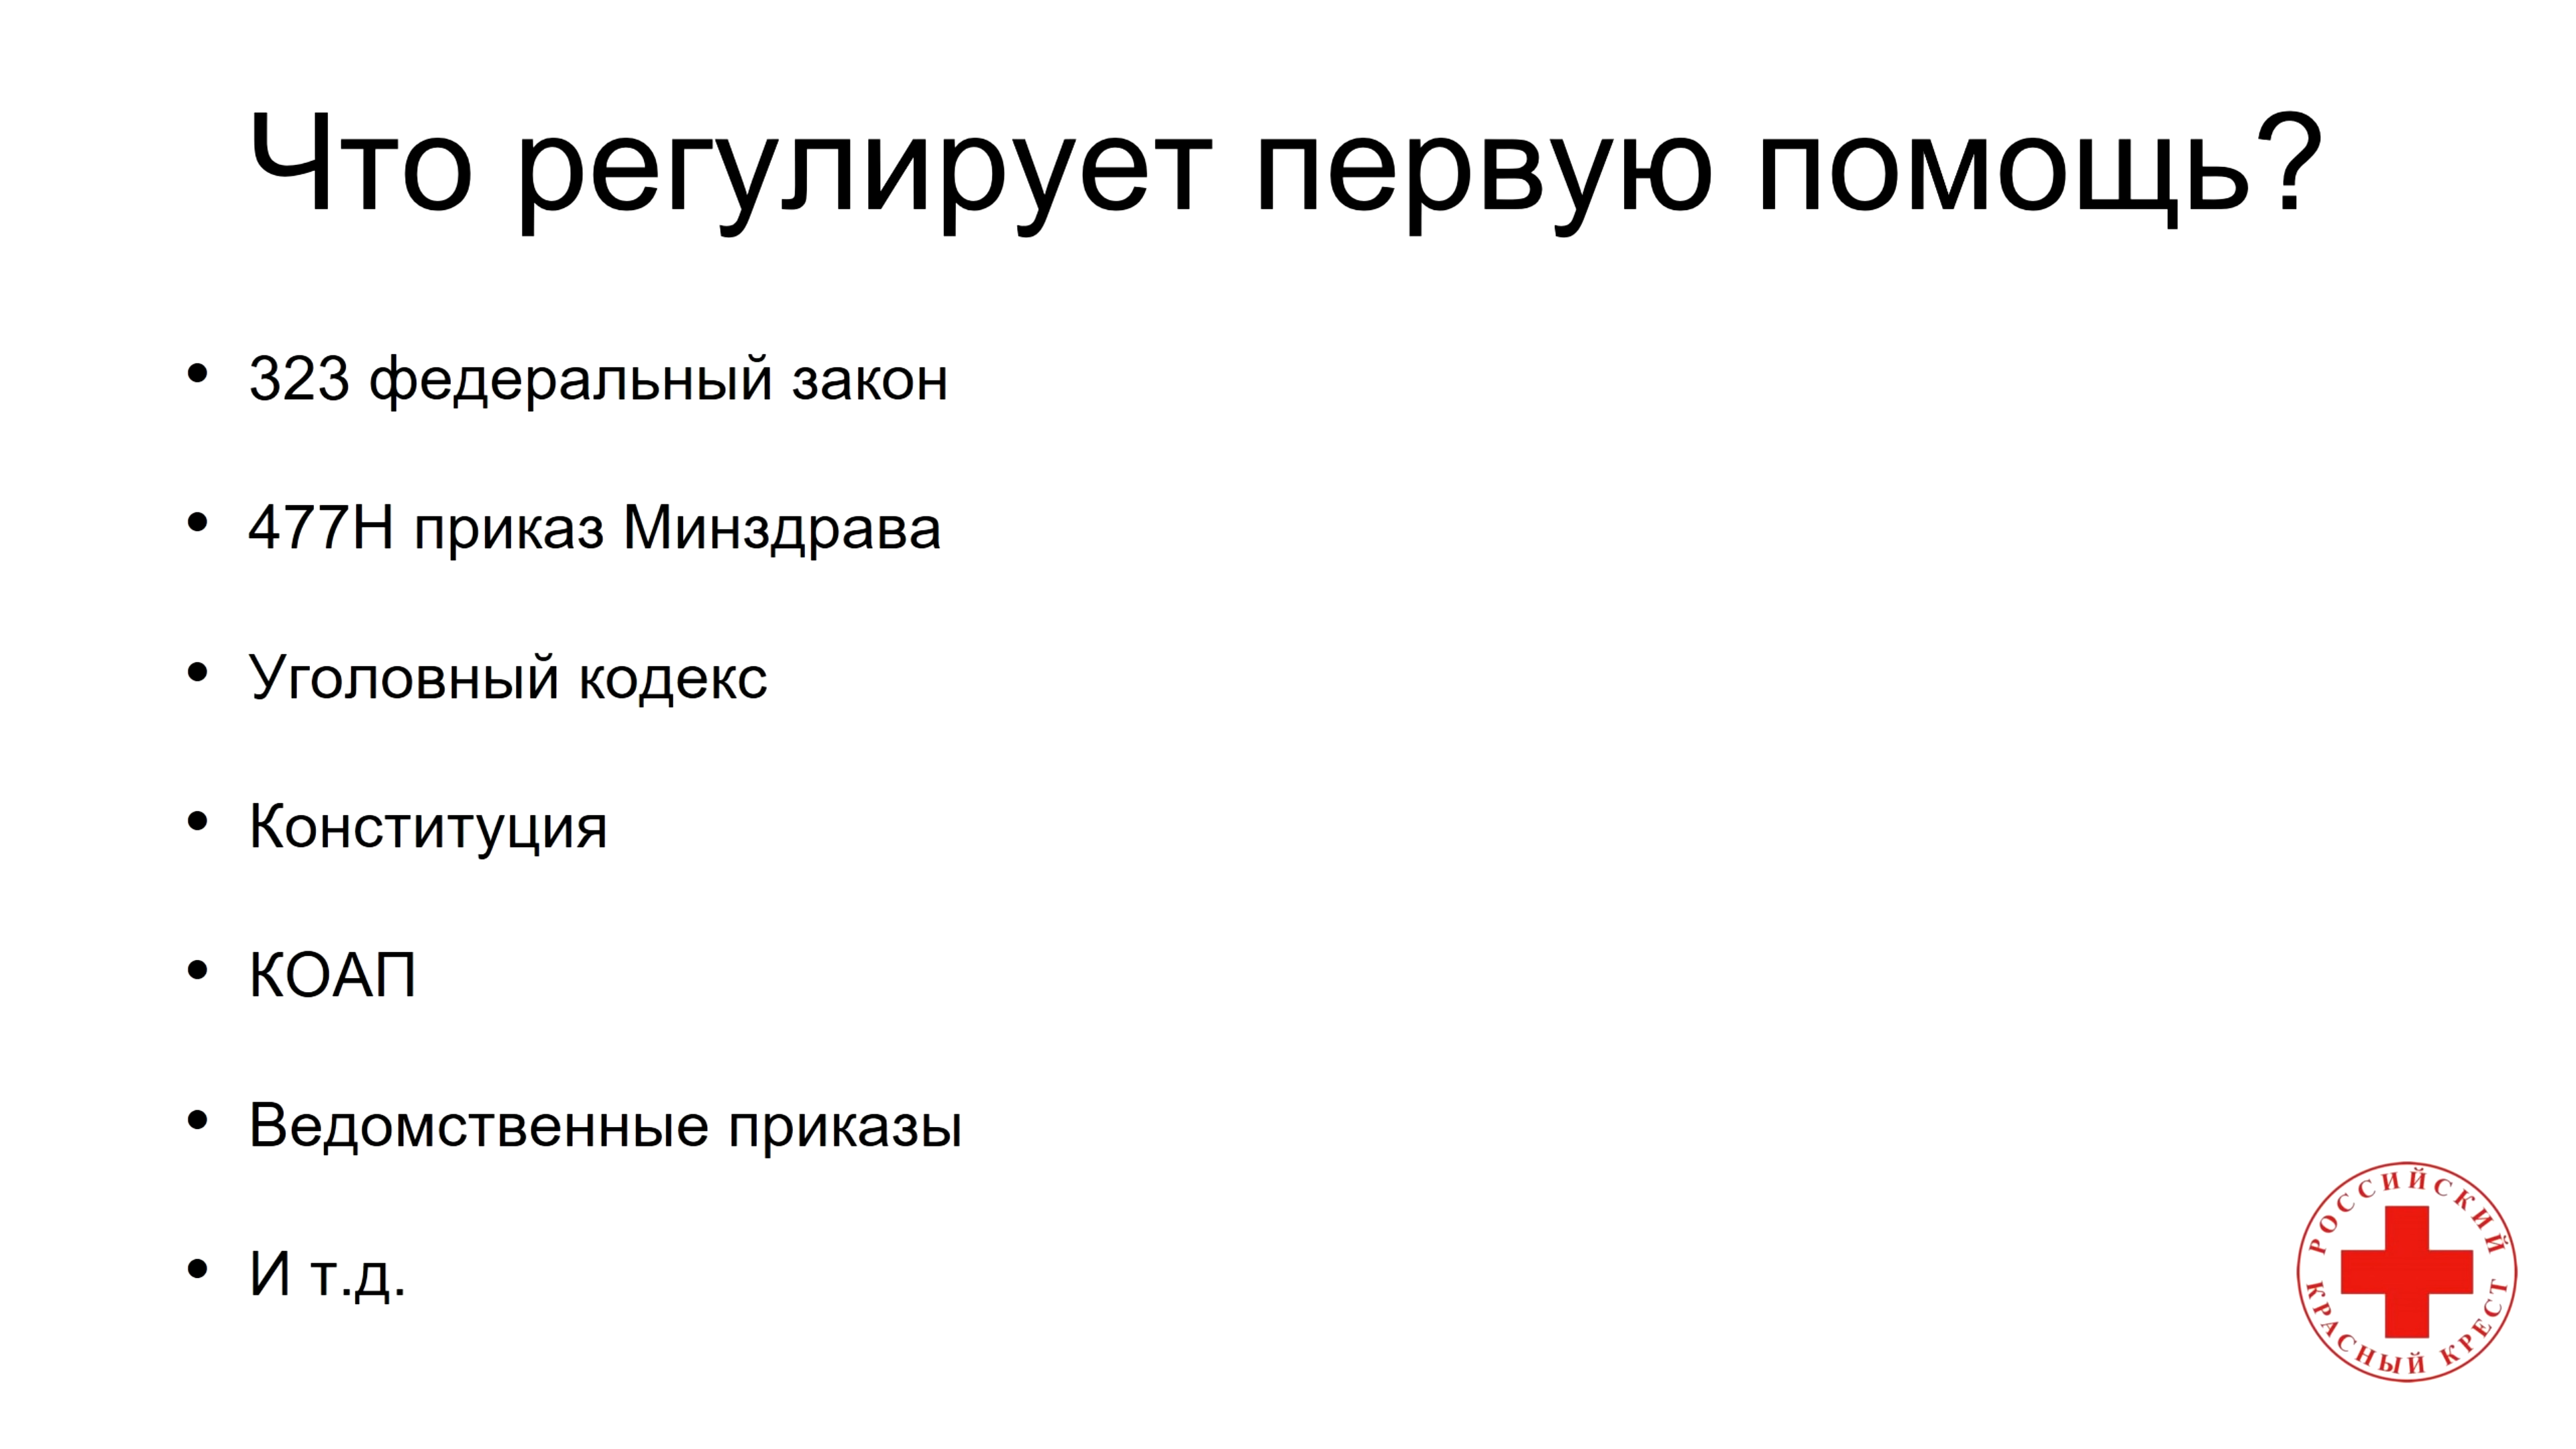 Что регулирует первую помощь?
• 323 федеральный закон
• 477Н приказ Минздрава
• Уголовный кодекс
• Конституция
• КОАП
• Ведомственные приказы
• И т.д.
РОССИЙСКИЙ
КРАСНЫЙ КРЕСТ